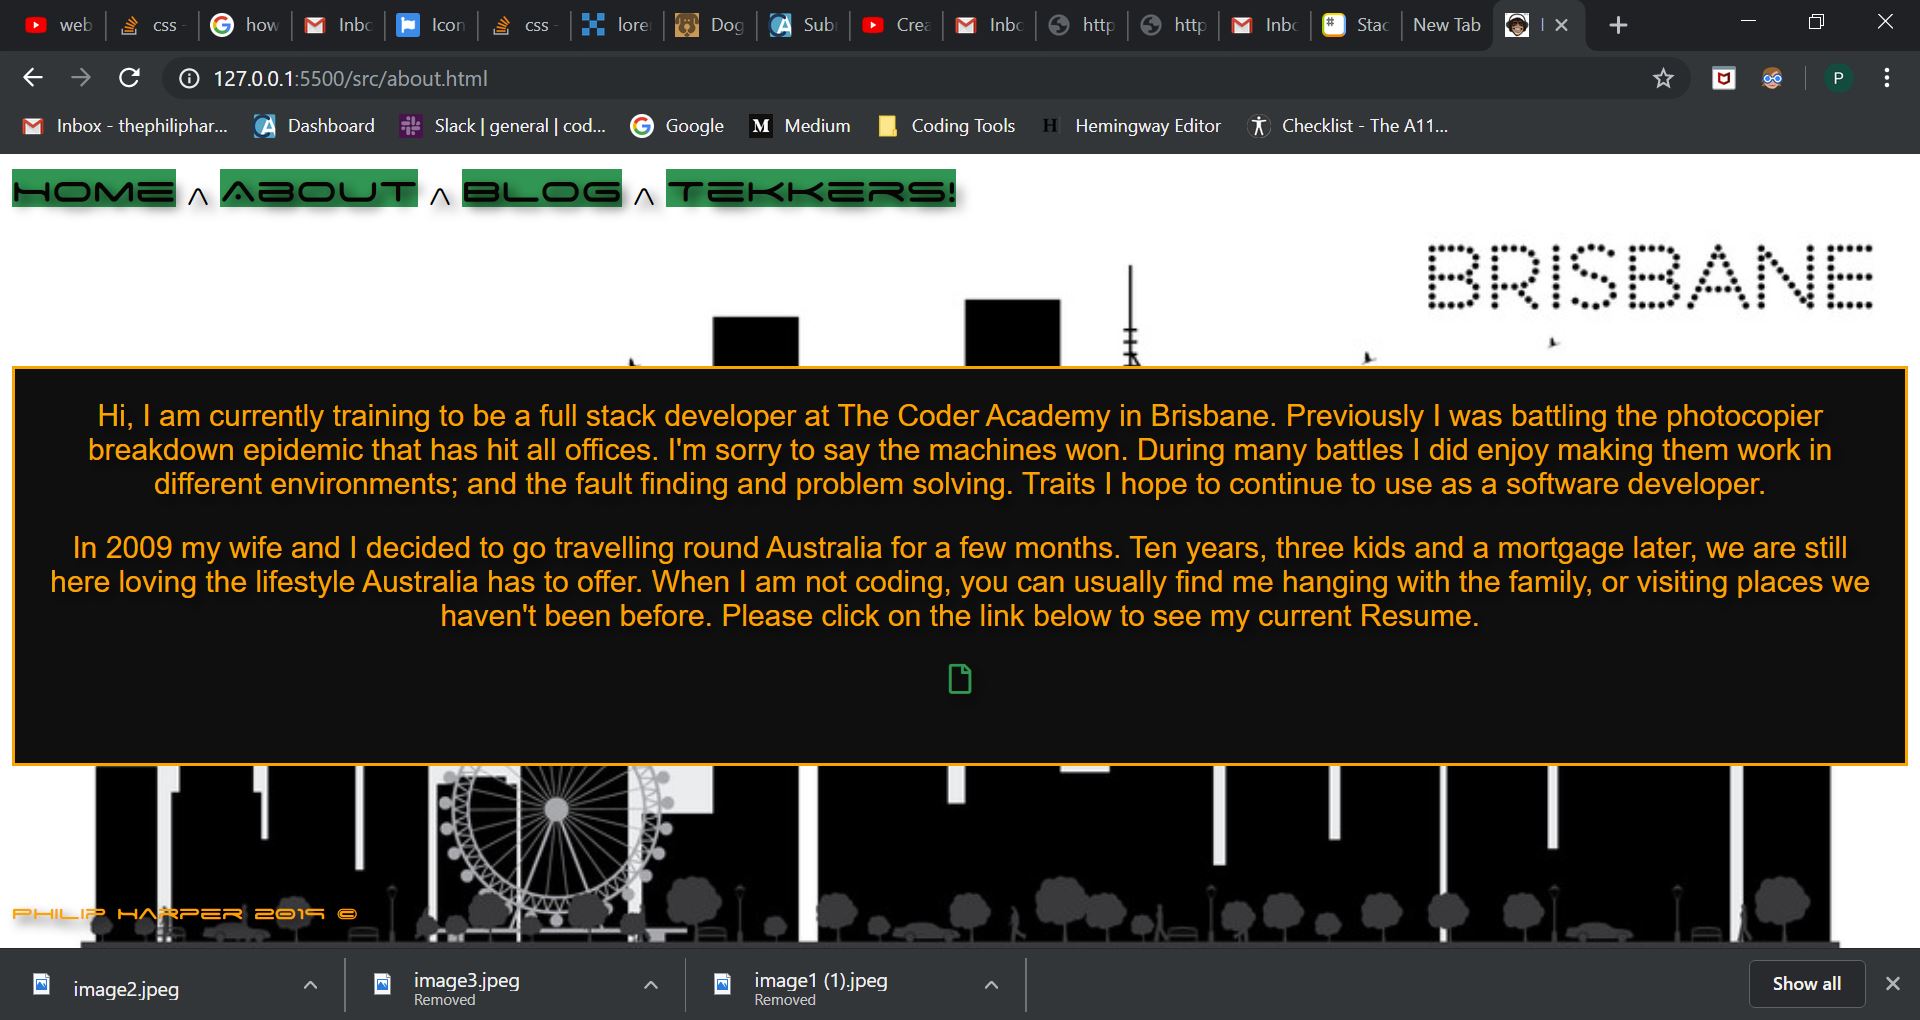 web
css
how
Inbc
Icon
css
lore
Dog
Sub
Crea
Inbc
http
http
Inbc
Stac
New Tab
127.0.0.1:5500/src/about.html
P
Inbox - thephiliphar...
Dashboard
Slack | general | cod...
Google
M Medium
Coding Tools
H Hemingway Editor
Checklist - The A11...
HOME ^ ABOUT ^ BLOG ^ TEKKERS!
BRISBANE
Hi, I am currently training to be a full stack developer at The Coder Academy in Brisbane. Previously I was battling the photocopier
breakdown epidemic that has hit all offices. I'm sorry to say the machines won. During many battles I did enjoy making them work in
different environments; and the fault finding and problem solving. Traits I hope to continue to use as a software developer.
In 2009 my wife and I decided to go travelling round Australia for a few months. Ten years, three kids and a mortgage later, we are still
here loving the lifestyle Australia has to offer. When I am not coding, you can usually find me hanging with the family, or visiting places we
haven't been before. Please click on the link below to see my current Resume.
PHILIP HARPER 2019 ©
image2.jpeg
image3.jpeg
Removed
image1 (1).jpeg
Removed
Show all